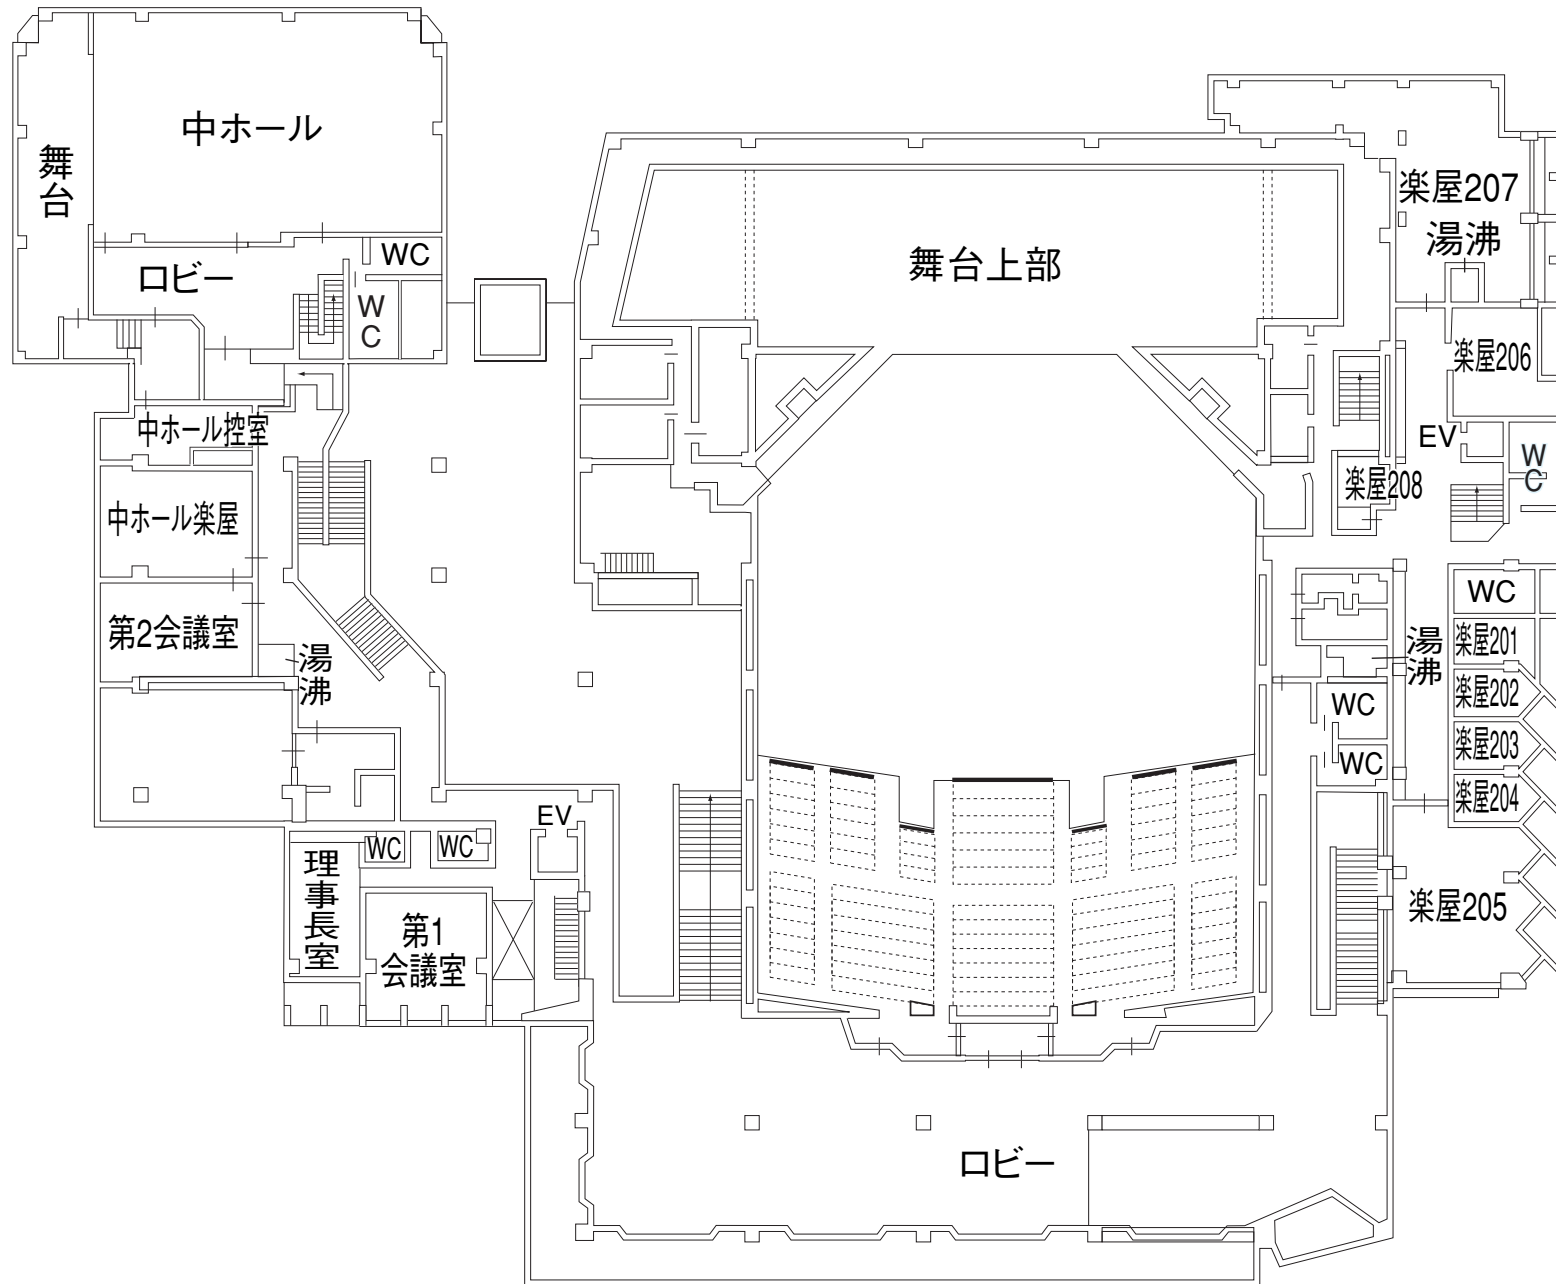 中ホール
舞台
ロビー
WC
WC
中ホール控室
中ホール楽屋
第2会議室
湯沸
理事長室
WC
WC
第1
会議室
EV
舞台上部
ロビー
楽屋207
湯沸
楽屋206
EV
WC
楽屋208
WC
湯沸
楽屋201
楽屋202
楽屋203
楽屋204
WC
WC
楽屋205